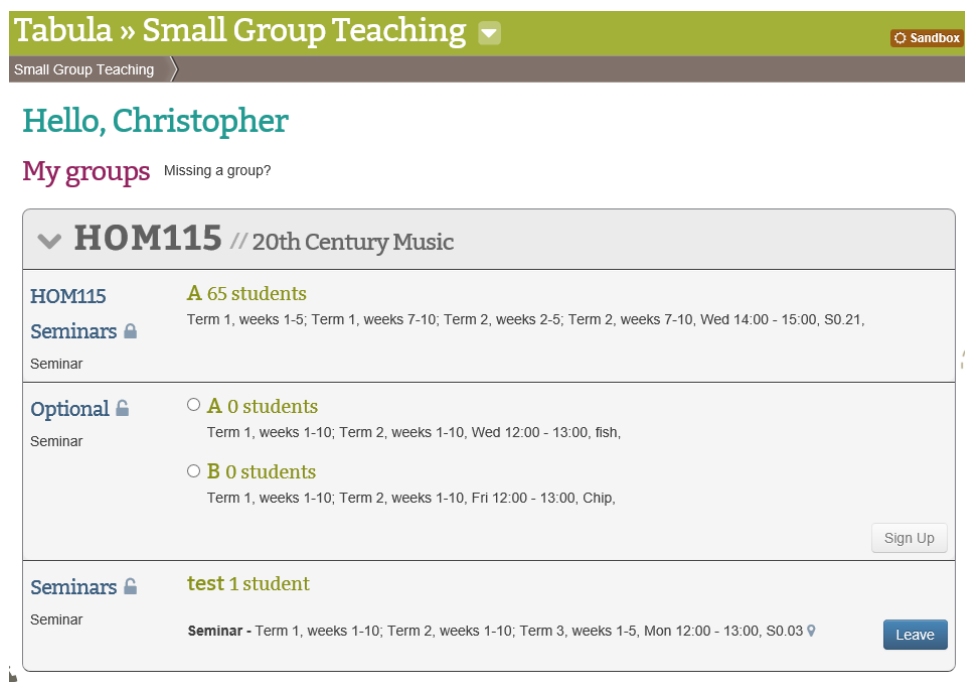 Tabula » Small Group Teaching
Sandbox
Small Group Teaching
Hello, Christopher
My groups Missing a group?
HOM115 // 20th Century Music
HOM115
Seminars
Seminar
A 65 students
Term 1, weeks 1-5; Term 1, weeks 7-10; Term 2, weeks 2-5; Term 2, weeks 7-10, Wed 14:00 - 15:00, S0.21,
Optional
Seminar
A 0 students
Term 1, weeks 1-10; Term 2, weeks 1-10, Wed 12:00 - 13:00, fish,
B 0 students
Term 1, weeks 1-10; Term 2, weeks 1-10, Fri 12:00 - 13:00, Chip,
Sign Up
Seminars
Seminar
test 1 student
Seminar - Term 1, weeks 1-10; Term 2, weeks 1-10; Term 3, weeks 1-5, Mon 12:00 - 13:00, S0.03
Leave